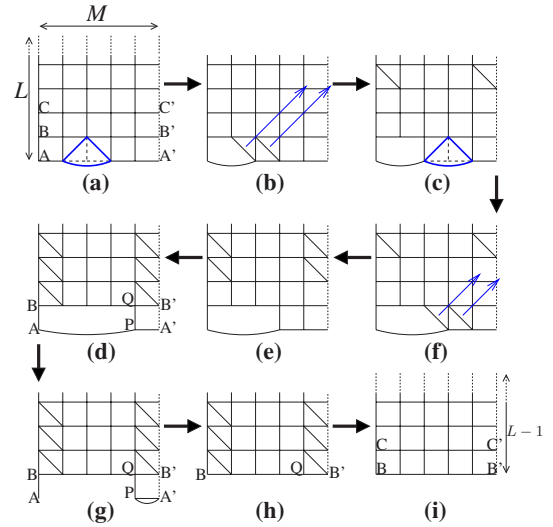 M
L
C C'
B B'
A A'
(a) (b) (c)
B Q B'
A P A'
(d) (e) (f)
C C'
L − 1
B Q B' B Q B' B B'
A P A'
(g) (h) (i)